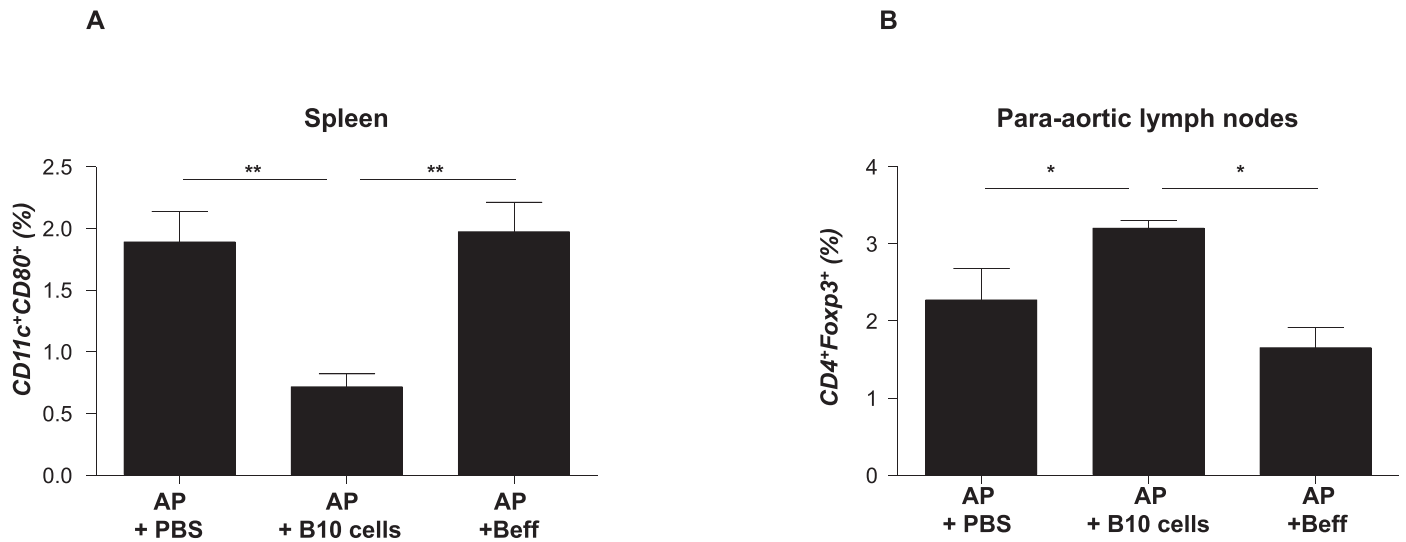 A
Spleen
** **
CD11c⁺CD80⁺ (%)
2.5
2.0
1.5
1.0
0.5
0.0
AP
+ PBS
AP
+ B10 cells
AP
+Beff
B
Para-aortic lymph nodes
* *
CD4⁺Foxp3⁺ (%)
4
3
2
1
0
AP
+ PBS
AP
+ B10 cells
AP
+Beff